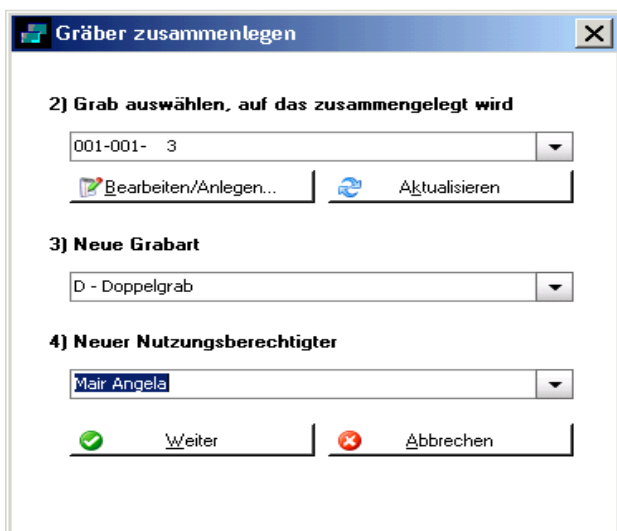 Gräber zusammenlegen
2) Grab auswählen, auf das zusammengelegt wird
001-001- 3
Bearbeiten/Anlegen... Aktualisieren
3) Neue Grabart
D - Doppelgrab
4) Neuer Nutzungsberechtigter
Mair Angela
Weiter Abbrechen